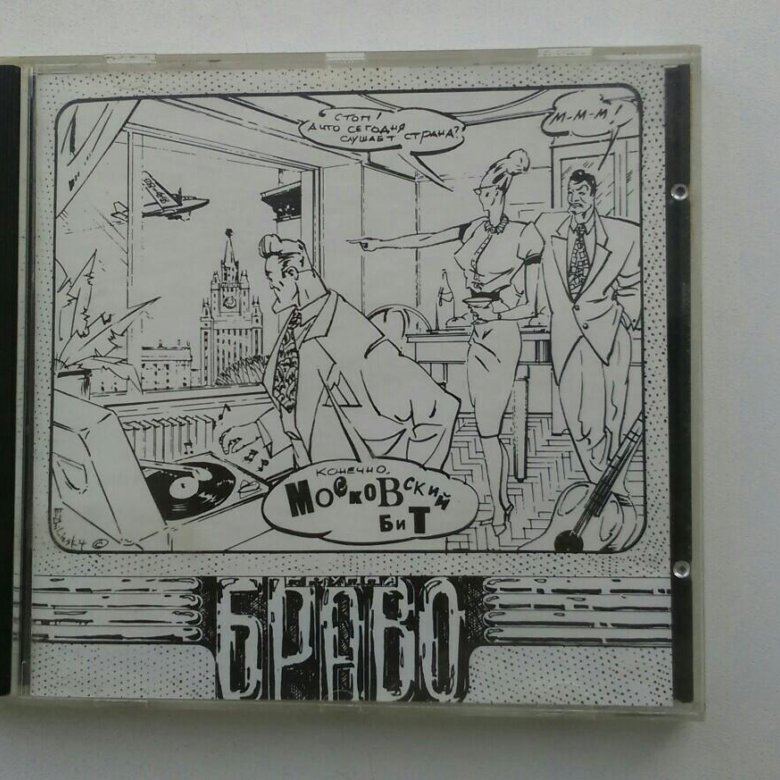 СТОП!
А ЧТО СЕГОДНЯ
СЛУШАЕТ СТРАНА?
М-М-М!
КОНЕЧНО,
МОСКОВСКИЙ
БИТ
БРАВО